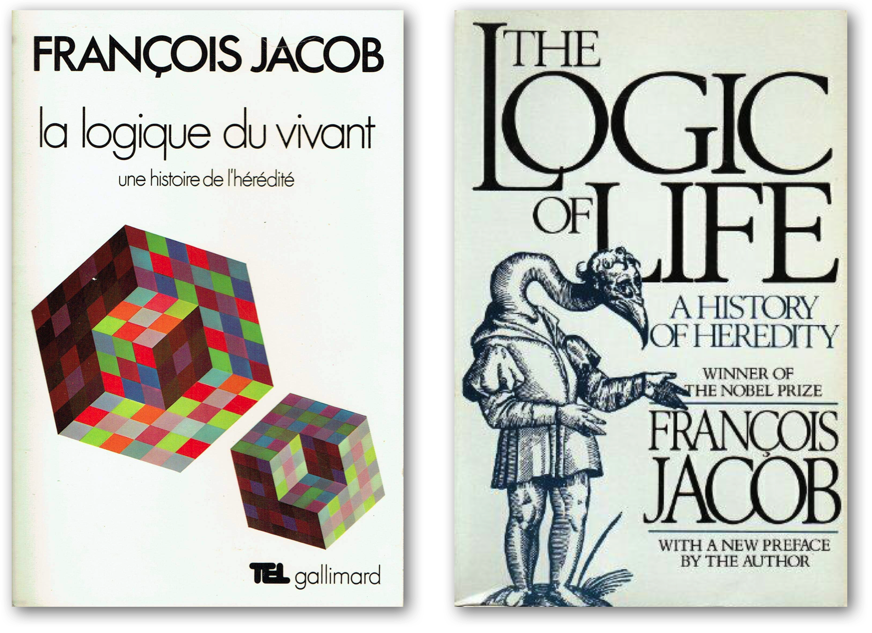 FRANÇOIS JACOB
la logique du vivant
une histoire de l'hérédité
TEL gallimard
THE
LOGIC
OF LIFE
A HISTORY
OF HEREDITY
WINNER OF
THE NOBEL PRIZE
FRANÇOIS
JACOB
WITH A NEW PREFACE
BY THE AUTHOR